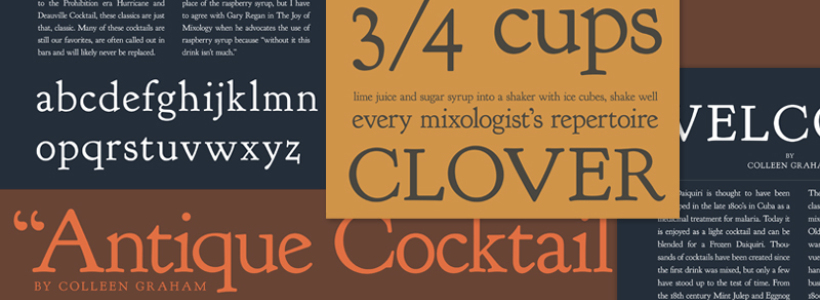 to the Prohibition era Hurricane and
Deauville Cocktail, these classics are just
that, classic. Many of these cocktails are
still our favorites, are often called out in
bars and will likely never be replaced.
place of the raspberry syrup, but I have
to agree with Gary Regan in The Joy of
Mixology when he advocates the use of
raspberry syrup because "without it this
drink isn't much."
abcdefghijklmn
opqrstuvwxyz
“Antique Cocktail
BY COLLEEN GRAHAM
3/4 cups
lime juice and sugar syrup into a shaker with ice cubes, shake well
every mixologist's repertoire
CLOVER
VELCO
BY
COLLEEN GRAHA
Daiquiri is thought to have been
ped in the late 1800's in Cuba as a
medicinal treatment for malaria. Today it
is enjoyed as a light cocktail and can be
blended for a Frozen Daiquiri. Thou-
sands of cocktails have been created since
the first drink was mixed, but only a few
have stood up to the test of time. From
the 18th century Mint Julep and Eggnog